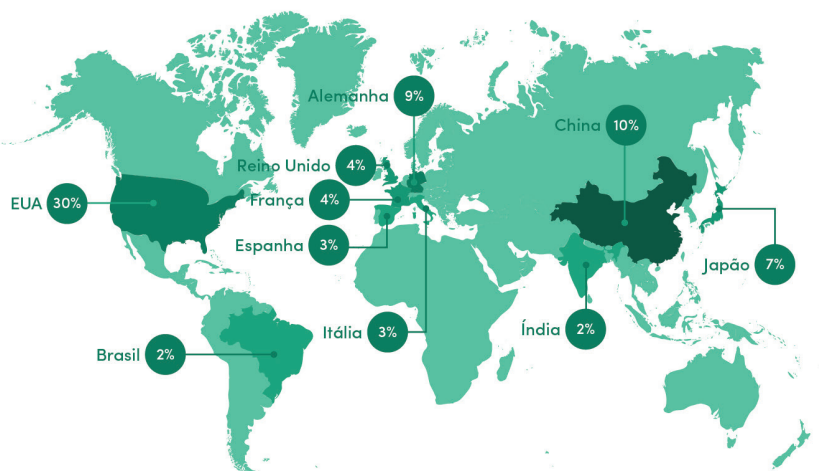 Alemanha 9%
China 10%
Reino Unido 4%
EUA 30%
França 4%
Espanha 3%
Japão 7%
Itália 3%
Índia 2%
Brasil 2%